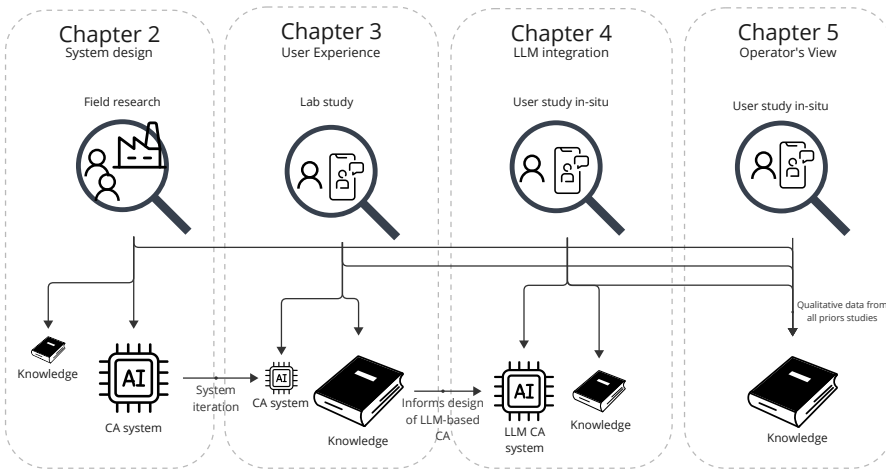 Chapter 2
System design
Field research
Knowledge
AI
CA system
System
iteration
Chapter 3
User Experience
Lab study
AI
CA system
Knowledge
Informs design
of LLM-based
CA
Chapter 4
LLM integration
User study in-situ
AI
LLM CA
system
Knowledge
Chapter 5
Operator's View
User study in-situ
Qualitative data from
all priors studies
Knowledge